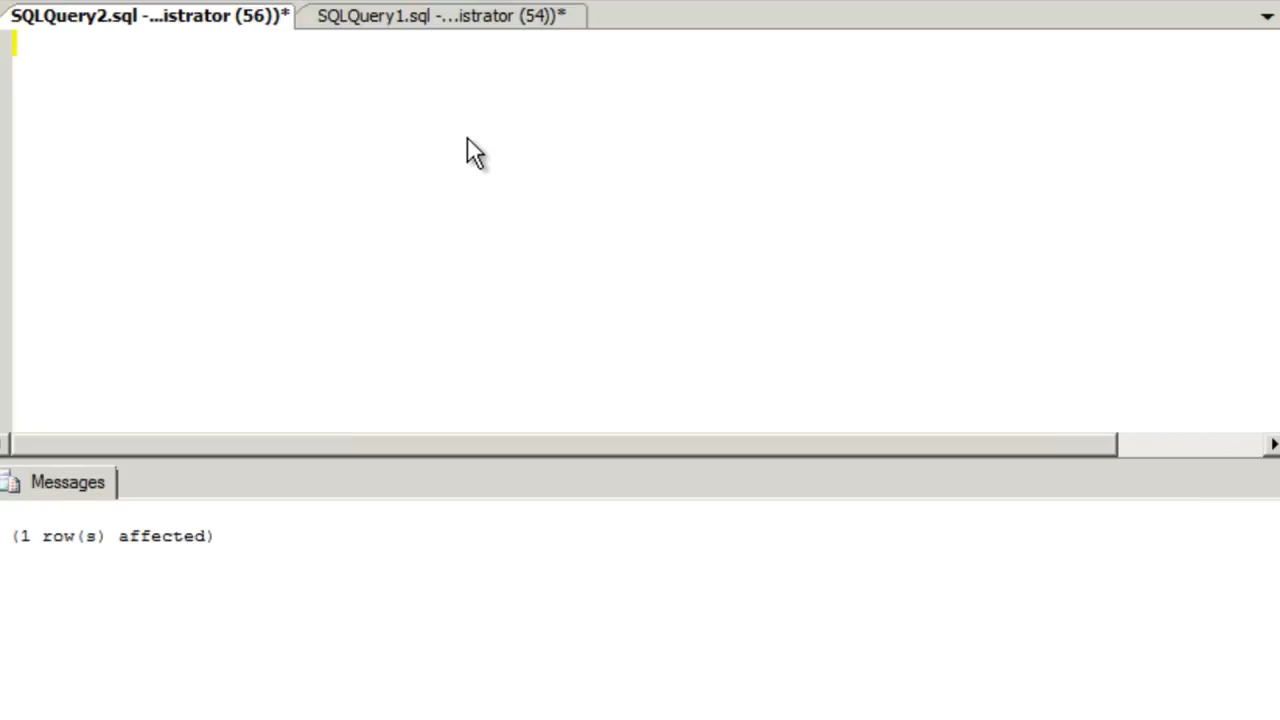 SQLQuery2.sql -...istrator (56))*
SQLQuery1.sql -...istrator (54))*
Messages
(1 row(s) affected)